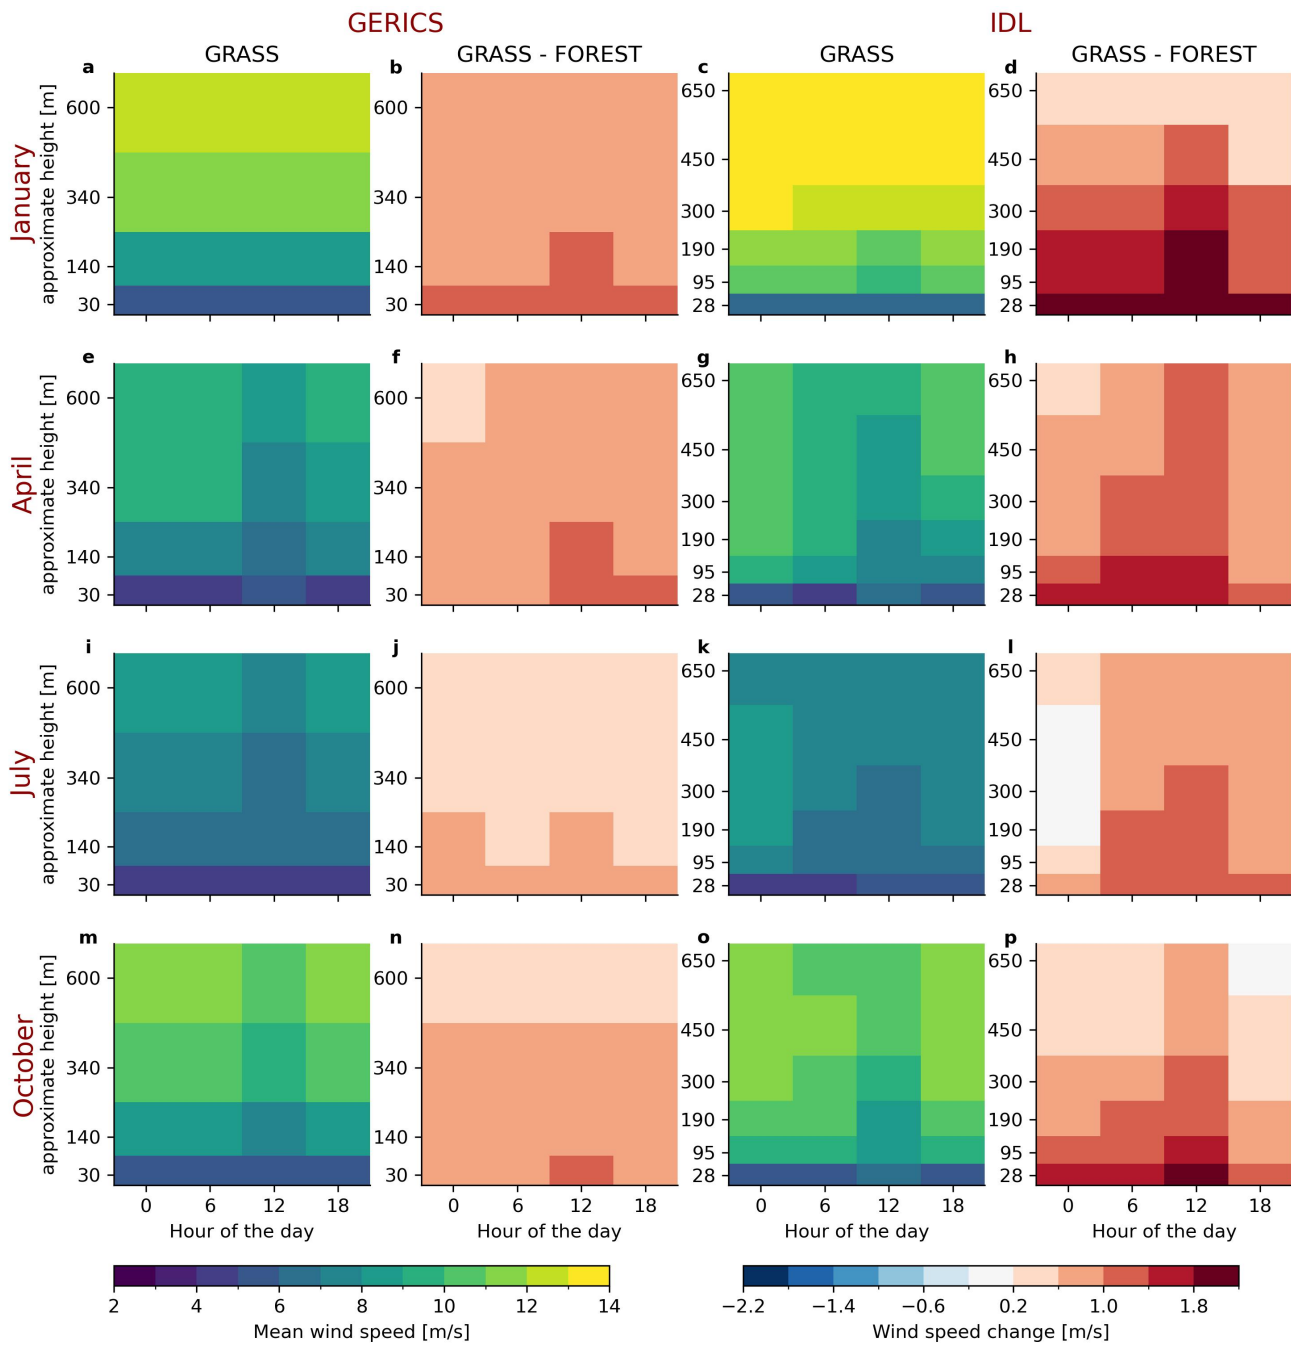 GERICS IDL
GRASS GRASS - FOREST GRASS GRASS - FOREST
a b c d
January
approximate height [m]
600 340 140 30
600 340 140 30
650 450 300 190 95 28
650 450 300 190 95 28
e f g h
April
approximate height [m]
600 340 140 30
600 340 140 30
650 450 300 190 95 28
650 450 300 190 95 28
i j k l
July
approximate height [m]
600 340 140 30
600 340 140 30
650 450 300 190 95 28
650 450 300 190 95 28
m n o p
October
approximate height [m]
600 340 140 30
600 340 140 30
650 450 300 190 95 28
650 450 300 190 95 28
0 6 12 18 0 6 12 18 0 6 12 18 0 6 12 18
Hour of the day Hour of the day Hour of the day Hour of the day
2 4 6 8 10 12 14
Mean wind speed [m/s]
−2.2 −1.4 −0.6 0.2 1.0 1.8
Wind speed change [m/s]